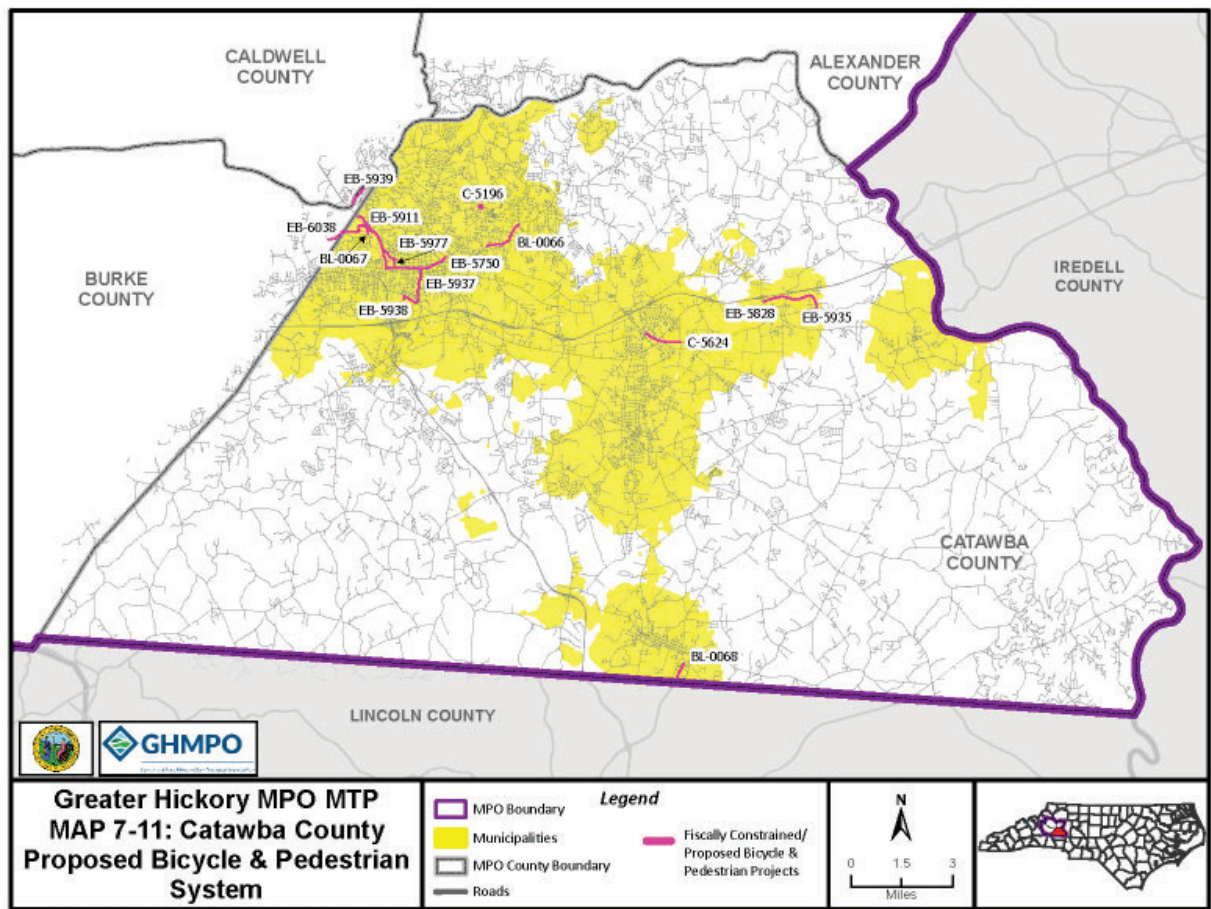 CALDWELL
COUNTY
ALEXANDER
COUNTY
EB-5939
C-5196
EB-5911
EB-6038
EB-5977
BL-0066
BL-0067
EB-5750
BURKE
COUNTY
IREDELL
COUNTY
EB-5937
EB-5938
EB-5828
EB-5935
C-5624
CATAWBA
COUNTY
BL-0068
LINCOLN COUNTY
GHMPO
Greater Hickory MPO MTP
MAP 7-11: Catawba County
Proposed Bicycle & Pedestrian
System
Legend
MPO Boundary
Municipalities
MPO County Boundary
Roads
Fiscally Constrained/
Proposed Bicycle &
Pedestrian Projects
N
0 1.5 3
Miles